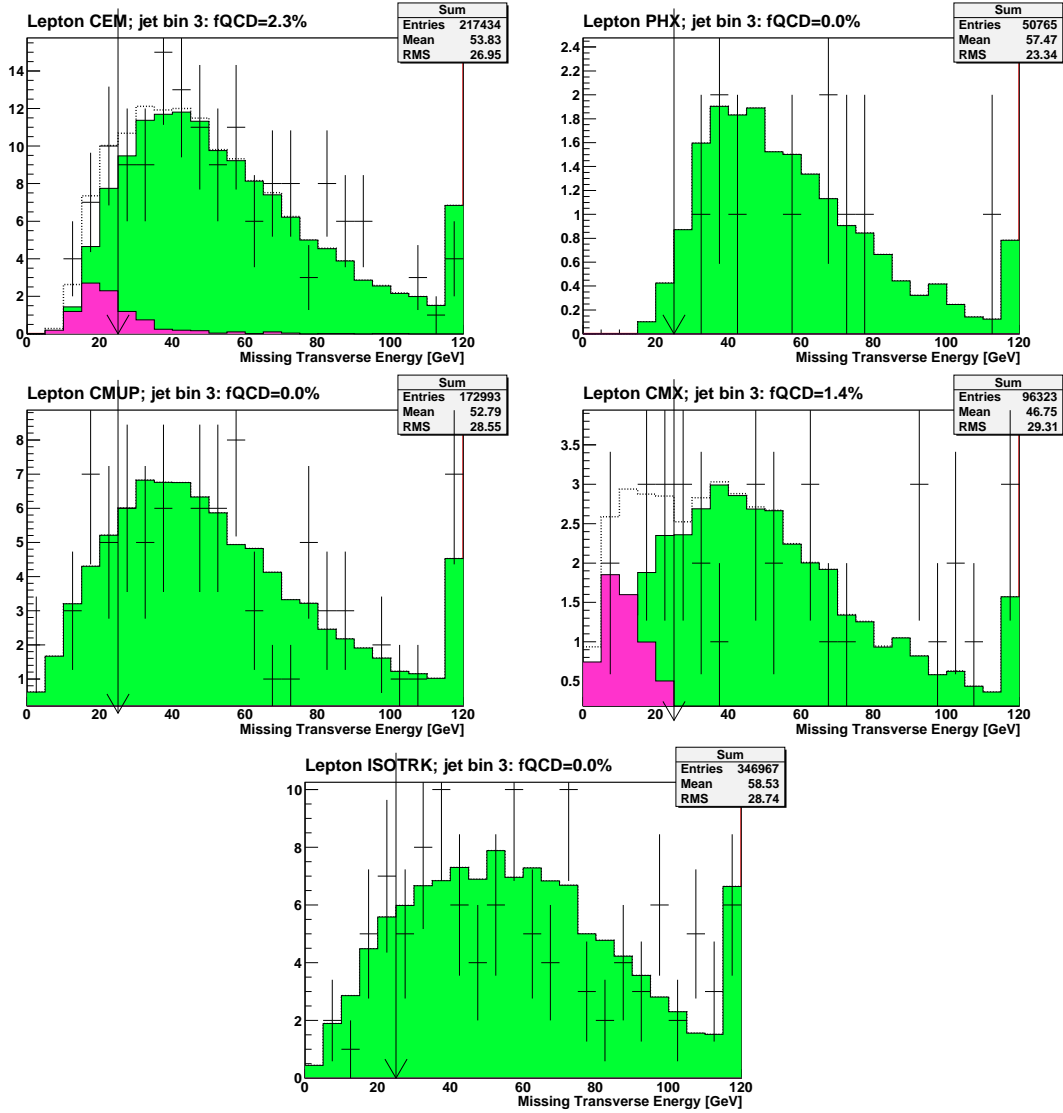 Lepton CEM; jet bin 3: fQCD=2.3%
Sum
Entries 217434
Mean 53.83
RMS 26.95
14
12
10
8
6
4
2
0
0 20 40 60 80 100 120
Missing Transverse Energy [GeV]
Lepton PHX; jet bin 3: fQCD=0.0%
Sum
Entries 50765
Mean 57.47
RMS 23.34
2.4
2.2
2
1.8
1.6
1.4
1.2
1
0.8
0.6
0.4
0.2
0
0 20 40 60 80 100 120
Missing Transverse Energy [GeV]
Lepton CMUP; jet bin 3: fQCD=0.0%
Sum
Entries 172993
Mean 52.79
RMS 28.55
8
7
6
5
4
3
2
1
0 20 40 60 80 100 120
Missing Transverse Energy [GeV]
Lepton CMX; jet bin 3: fQCD=1.4%
Sum
Entries 96323
Mean 46.75
RMS 29.31
3.5
3
2.5
2
1.5
1
0.5
0 20 40 60 80 100 120
Missing Transverse Energy [GeV]
Lepton ISOTRK; jet bin 3: fQCD=0.0%
Sum
Entries 346967
Mean 58.53
RMS 28.74
10
8
6
4
2
0
0 20 40 60 80 100 120
Missing Transverse Energy [GeV]